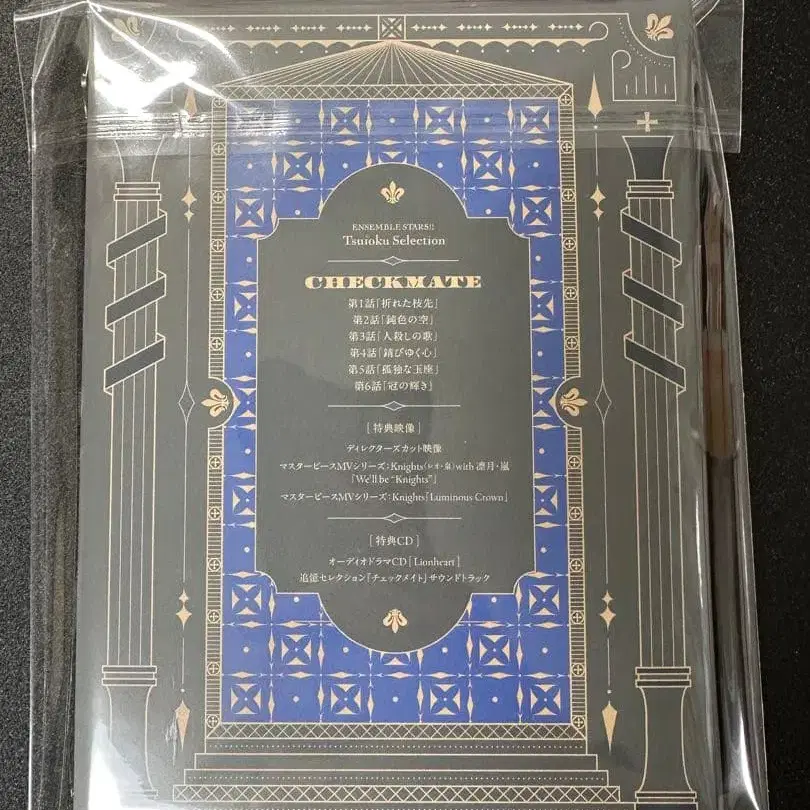 ENSEMBLE STARS!!
Tsuioku Selection
CHECKMATE
第1話「折れた枝先」
第2話「鈍色の空」
第3話「人殺しの歌」
第4話「錆びゆく心」
第5話「孤独な玉座」
第6話「冠の輝き」
[特典映像]
ディレクターズカット映像
マスターピースMVシリーズ:Knights(レオ・泉)with 凛月・嵐
『We'll be “Knights”』
マスターピースMVシリーズ:Knights『Luminous Crown』
[特典CD]
オーディオドラマCD[Lionheart]
追憶セレクション『チェックメイト』サウンドトラック